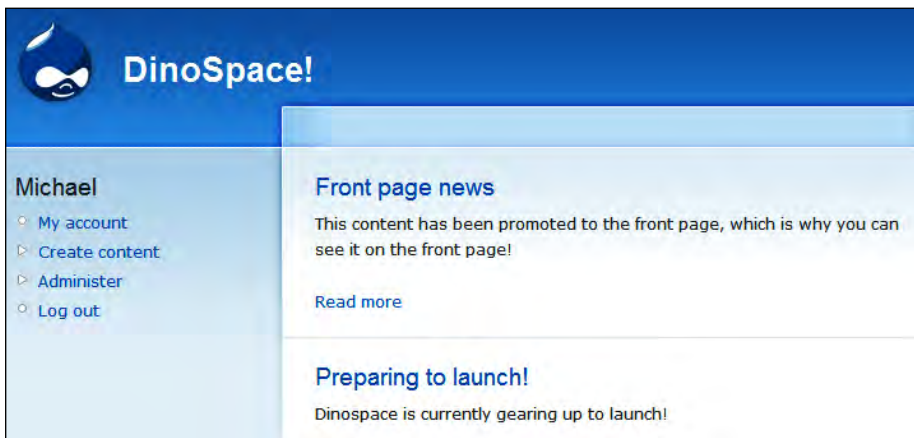 DinoSpace!
Michael
My account
Create content
Administer
Log out
Front page news
This content has been promoted to the front page, which is why you can
see it on the front page!
Read more
Preparing to launch!
Dinospace is currently gearing up to launch!